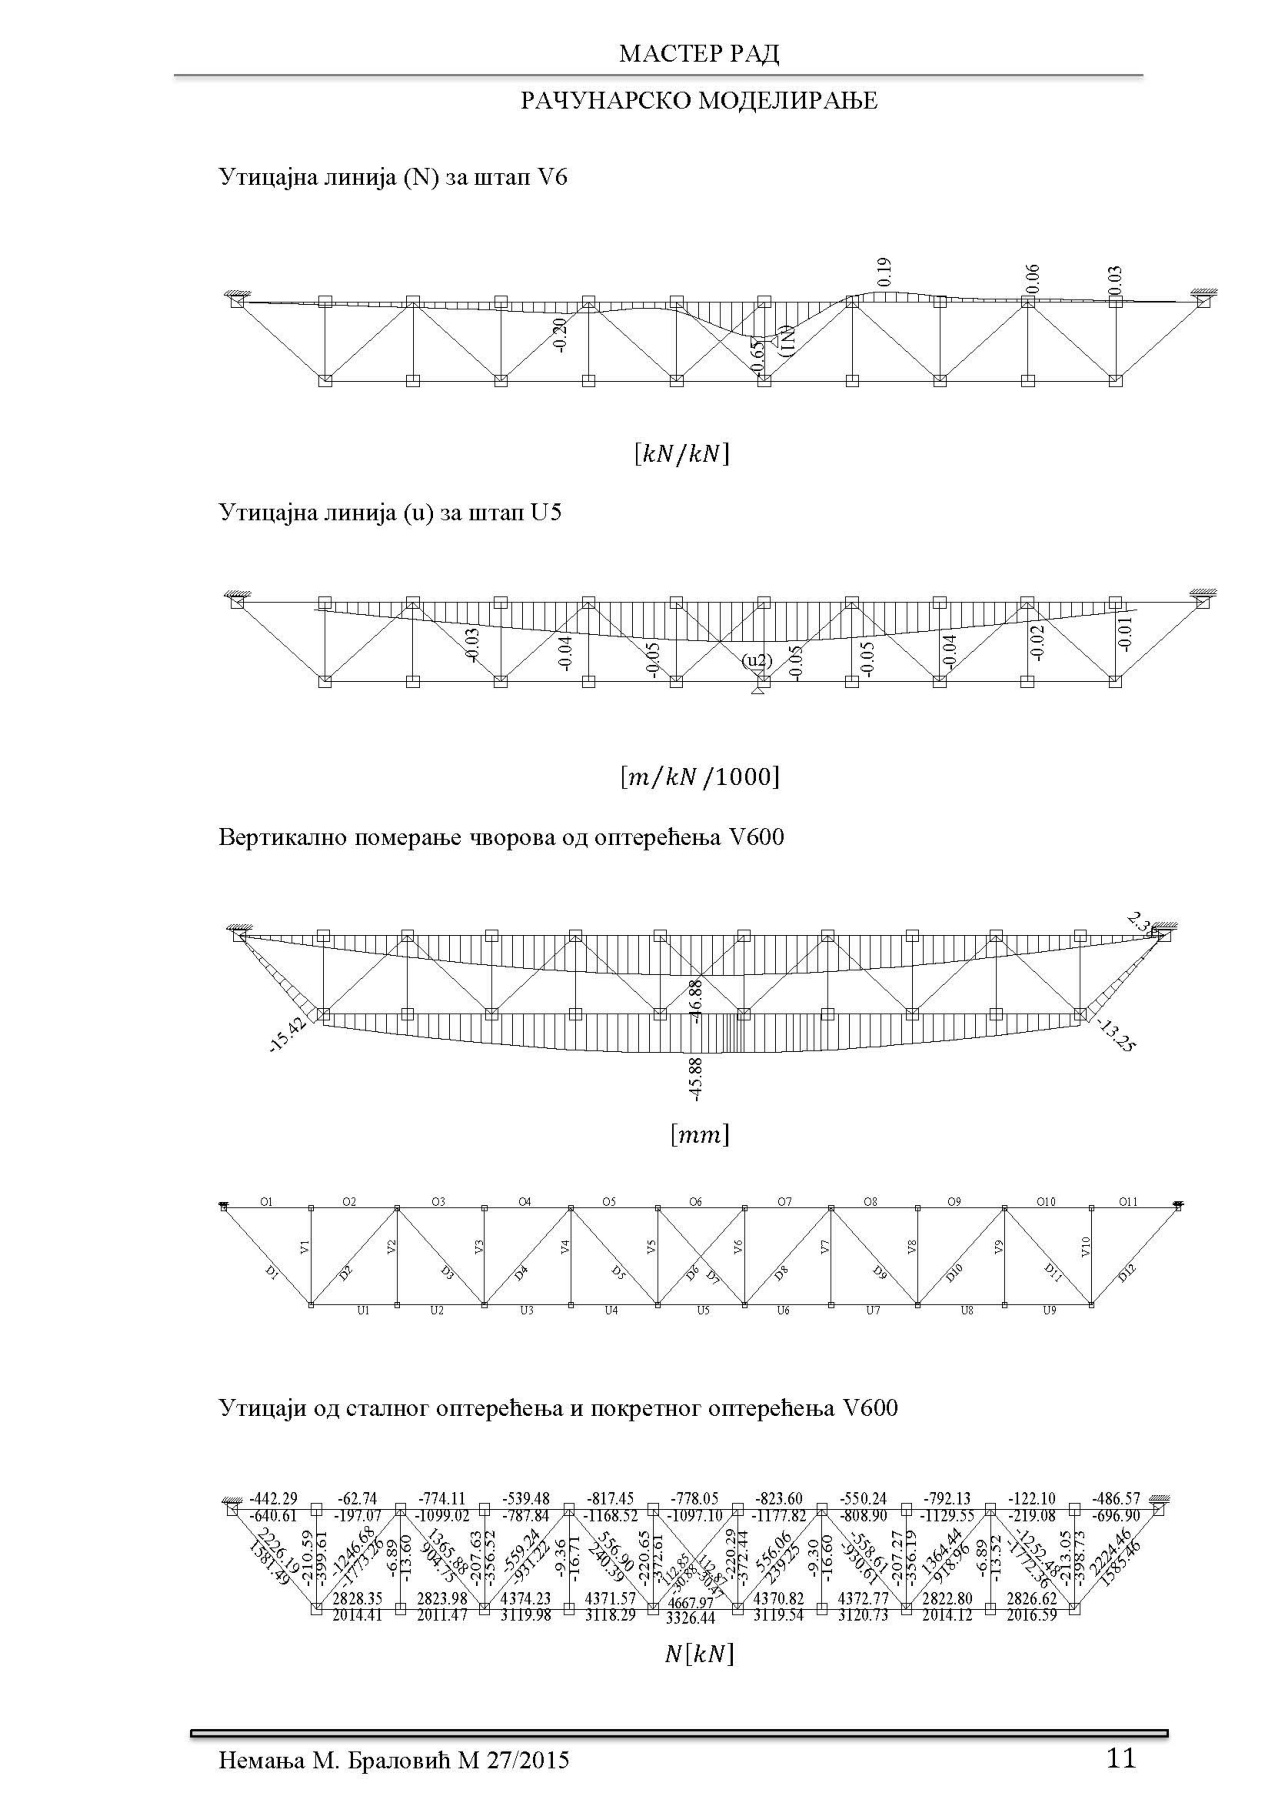 МАСТЕР РАД
РАЧУНАРСКО МОДЕЛИРАЊЕ
Утицајна линија (N) за штап V6
-0.20
-0.65
(N1)
0.19
0.06
0.03
[kN/kN]
Утицајна линија (u) за штап U5
-0.03
-0.04
-0.05
(u2)
-0.05
-0.05
-0.04
-0.02
-0.01
[m/kN /1000]
Вертикално померање чворова од оптерећења V600
-15.42
-46.88
-45.88
-13.25
[mm]
O1 O2 O3 O4 O5 O6 O7 O8 O9 O10 O11
V1 V2 V3 V4 V5 V6 V7 V8 V9 V10
D1 D2 D3 D4 D5 D6 D7 D8 D9 D10 D11 D12
U1 U2 U3 U4 U5 U6 U7 U8 U9
Утицаји од сталног оптерећења и покретног оптерећења V600
-442.29 -62.74 -774.11 -539.48 -817.45 -778.05 -823.60 -550.24 -792.13 -122.10 -486.57
-640.61 -197.07 -1099.02 -787.84 -1168.52 -1097.10 -1177.82 -808.90 -1129.55 -219.08 -696.90
2226.19
1581.49
-210.59
-399.61
-1246.68
-1773.26
-6.89
-13.60
1365.88
904.75
-207.63
-356.52
-559.24
-931.22
-9.36
-16.71
556.90
240.39
-220.65
-372.61
112.85
-30.88
112.87
-30.47
-220.29
-372.44
556.06
239.25
-9.30
-16.60
-558.61
-930.61
-207.27
-356.19
1364.44
918.96
-6.89
-13.52
-1252.48
-1772.36
-213.05
-398.73
2224.46
1585.46
2828.35 2823.98 4374.23 4371.57 4667.97 4370.82 4372.77 2822.80 2826.62
2014.41 2011.47 3119.98 3118.29 3326.44 3119.54 3120.73 2014.12 2016.59
N[kN]
Немања М. Браловић М 27/2015
11